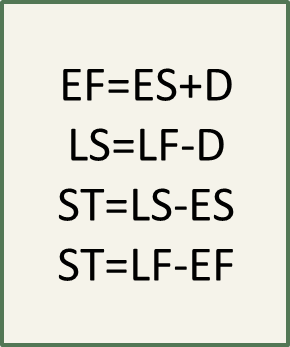 EF=ES+D
LS=LF-D
ST=LS-ES
ST=LF-EF